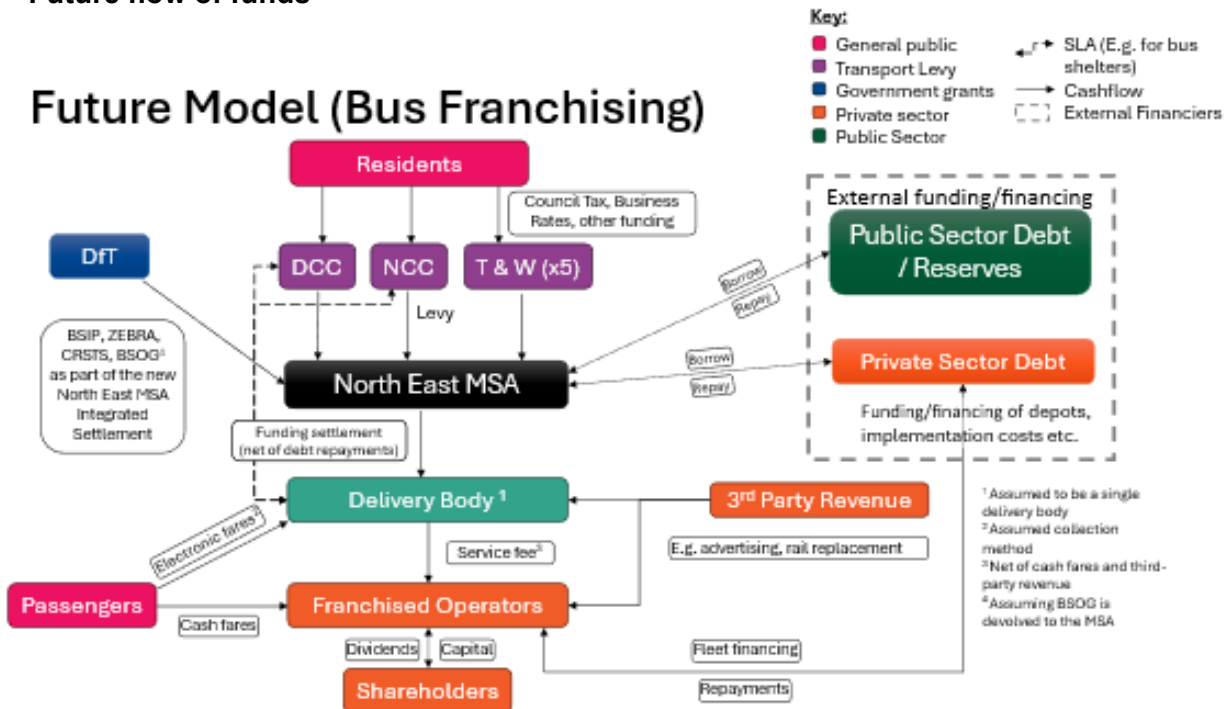 Future flow of funds
Key:
General public
Transport Levy
Government grants
Private sector
Public Sector
SLA (E.g. for bus
shelters)
Cashflow
External Financiers
Future Model (Bus Franchising)
Residents
Council Tax, Business
Rates, other funding
DfT
DCC
NCC
T & W (x5)
Levy
BSIP, ZEBRA,
CRSTS, BSOG⁴
as part of the new
North East MSA
Integrated
Settlement
North East MSA
External funding/financing
Public Sector Debt
/ Reserves
Borrow
Repay
Borrow
Repay
Private Sector Debt
Funding/financing of depots,
implementation costs etc.
Funding settlement
(net of debt repayments)
Delivery Body ¹
3rd Party Revenue
E.g. advertising, rail replacement
Electronic fares²
Service fee³
Passengers
Cash fares
Franchised Operators
Dividends
Capital
Shareholders
Fleet financing
Repayments
¹ Assumed to be a single
delivery body
² Assumed collection
method
³ Net of cash fares and third-
party revenue
⁴ Assuming BSOG is
devolved to the MSA